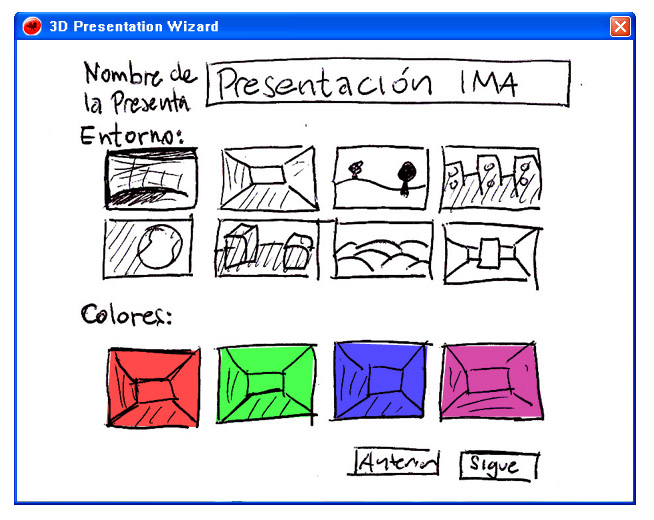 3D Presentation Wizard
Nombre de
la Presenta
Presentación IMA
Entorno:
Colores:
Anterior
Sigue